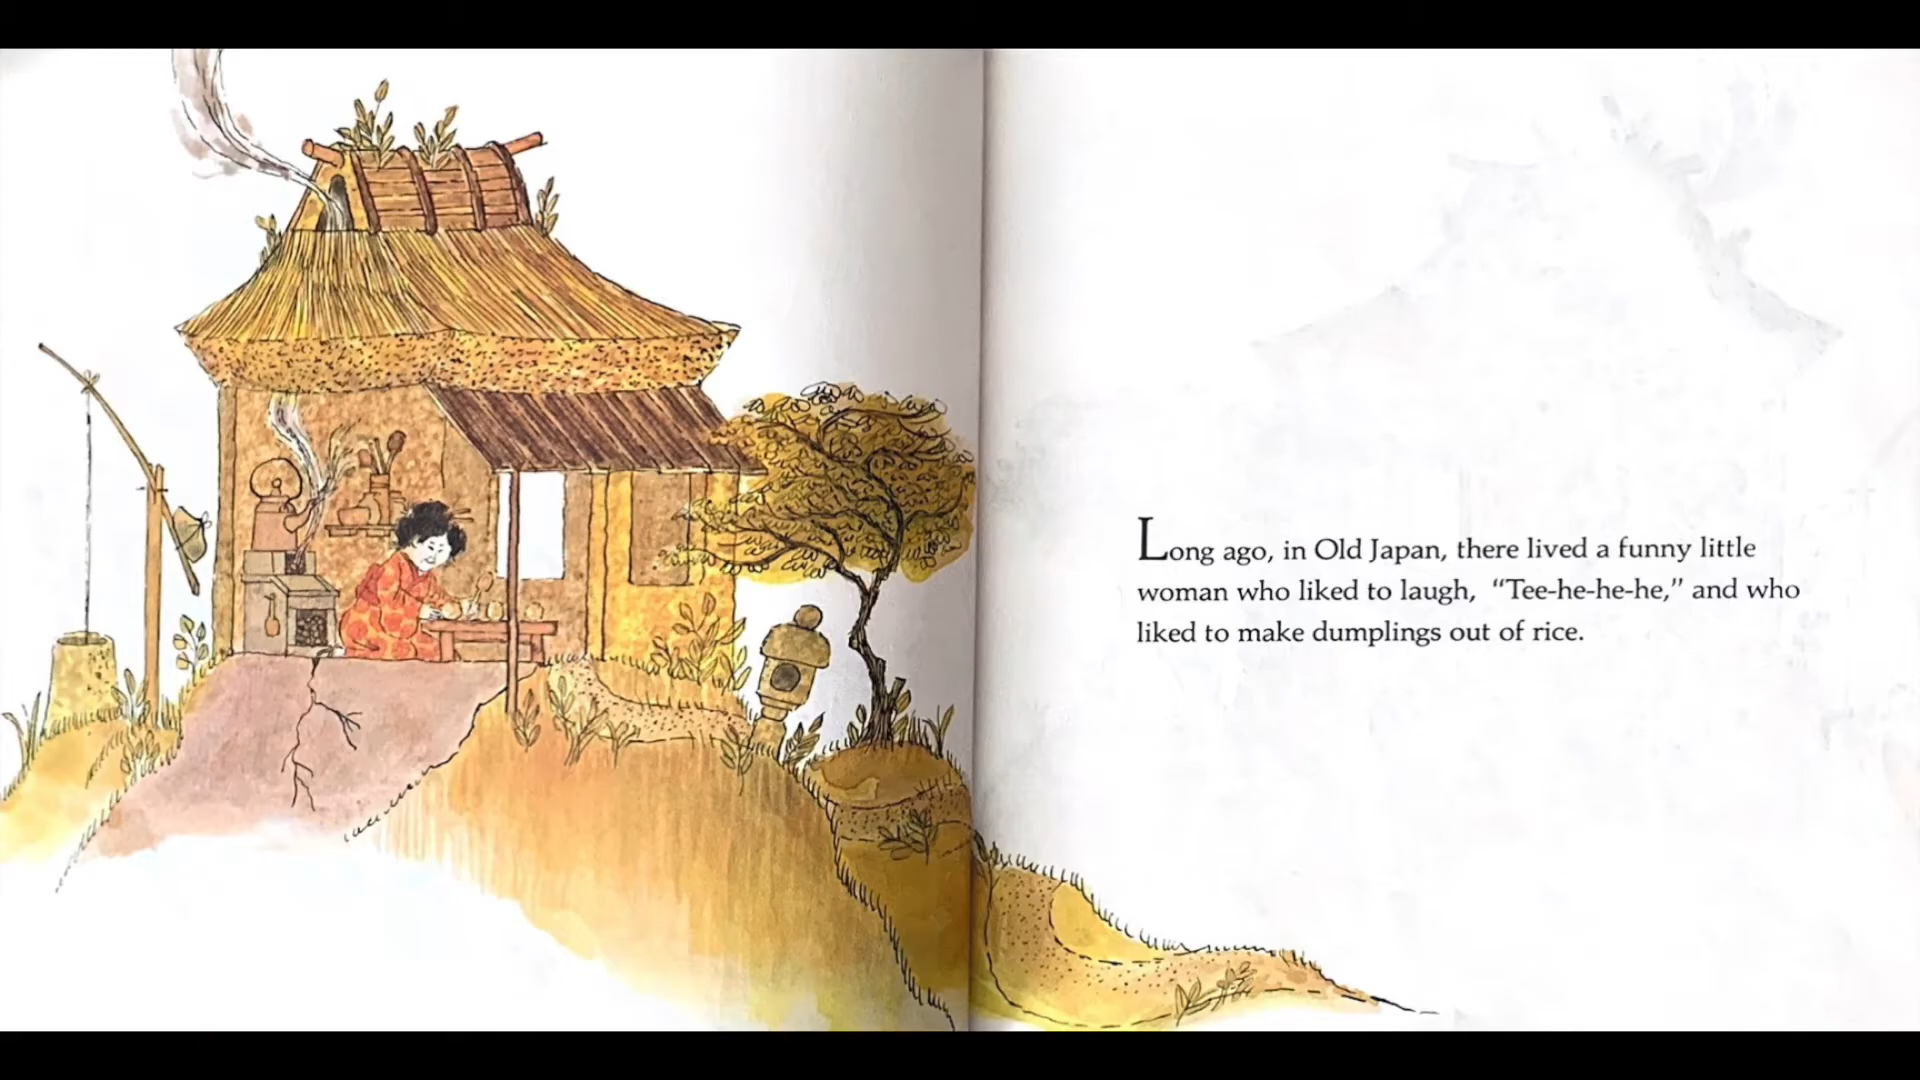 Long ago, in Old Japan, there lived a funny little
woman who liked to laugh, “Tee-he-he-he,” and who
liked to make dumplings out of rice.